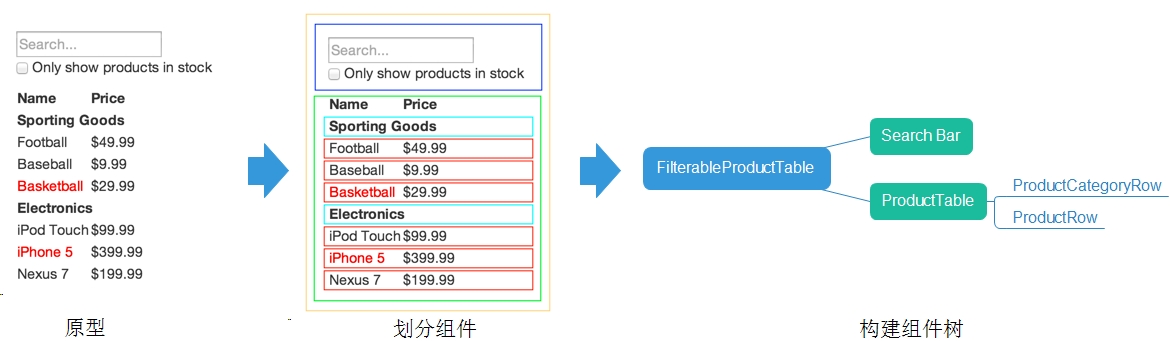 Search...
Only show products in stock
Name Price
Sporting Goods
Football $49.99
Baseball $9.99
Basketball $29.99
Electronics
iPod Touch $99.99
iPhone 5 $399.99
Nexus 7 $199.99
原型
Search...
Only show products in stock
Name Price
Sporting Goods
Football $49.99
Baseball $9.99
Basketball $29.99
Electronics
iPod Touch $99.99
iPhone 5 $399.99
Nexus 7 $199.99
划分组件
FilterableProductTable
Search Bar
ProductTable
ProductCategoryRow
ProductRow
构建组件树